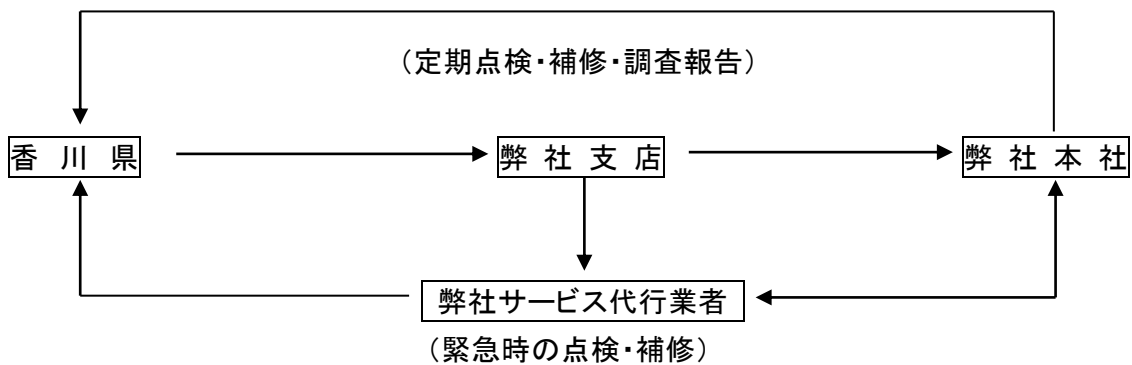 （定期点検・補修・調査報告）
香 川 県
弊 社 支 店
弊 社 本 社
弊社サービス代行業者
（緊急時の点検・補修）